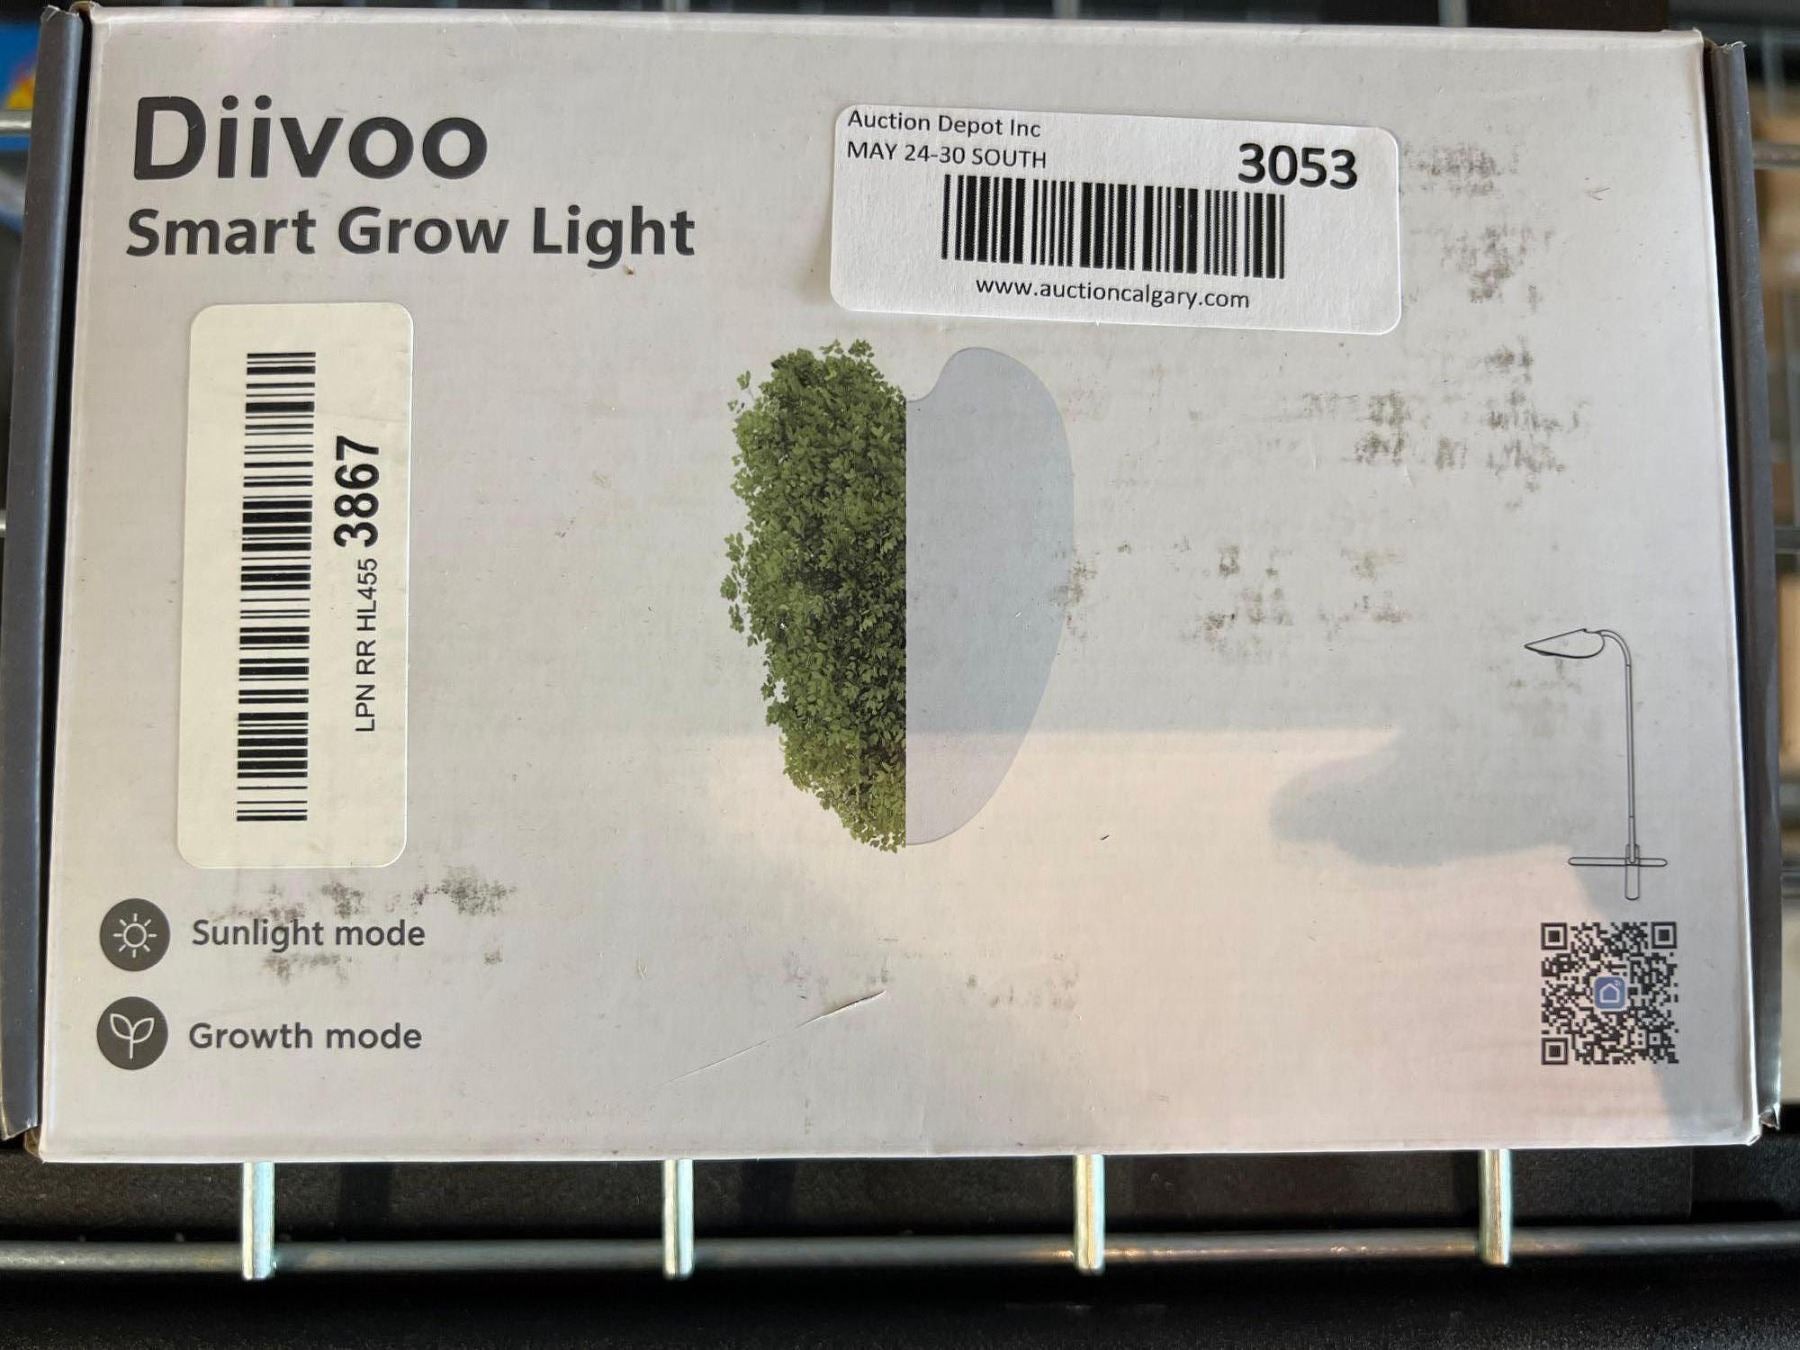 Diivoo
Smart Grow Light
Auction Depot Inc
MAY 24-30 SOUTH
3053
www.auctioncalgary.com
LPN RR HL455 3867
Sunlight mode
Growth mode